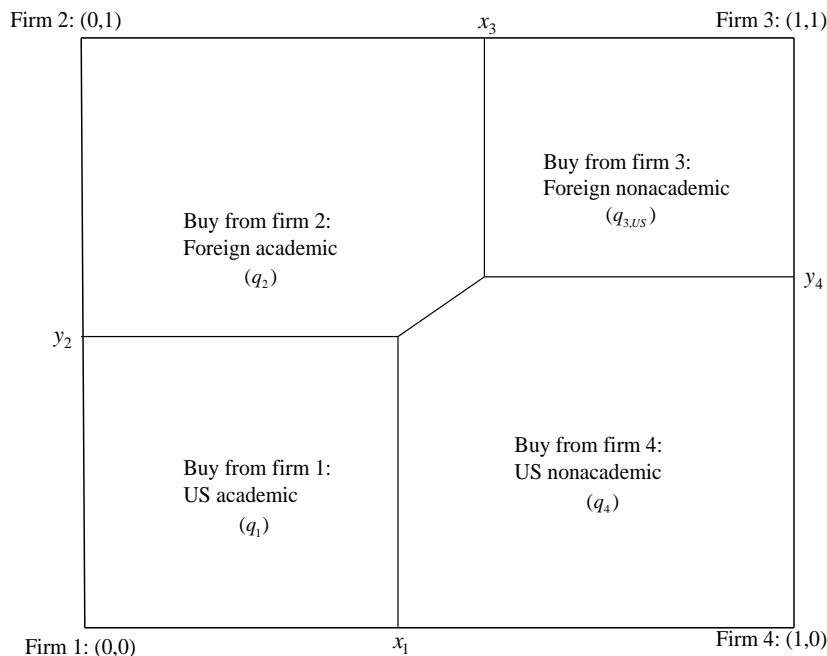 Firm 2: (0,1)
x₃
Firm 3: (1,1)
Buy from firm 3:
Foreign nonacademic
(q₃,US)
Buy from firm 2:
Foreign academic
(q₂)
y₄
y₂
Buy from firm 4:
US nonacademic
(q₄)
Buy from firm 1:
US academic
(q₁)
Firm 1: (0,0)
x₁
Firm 4: (1,0)